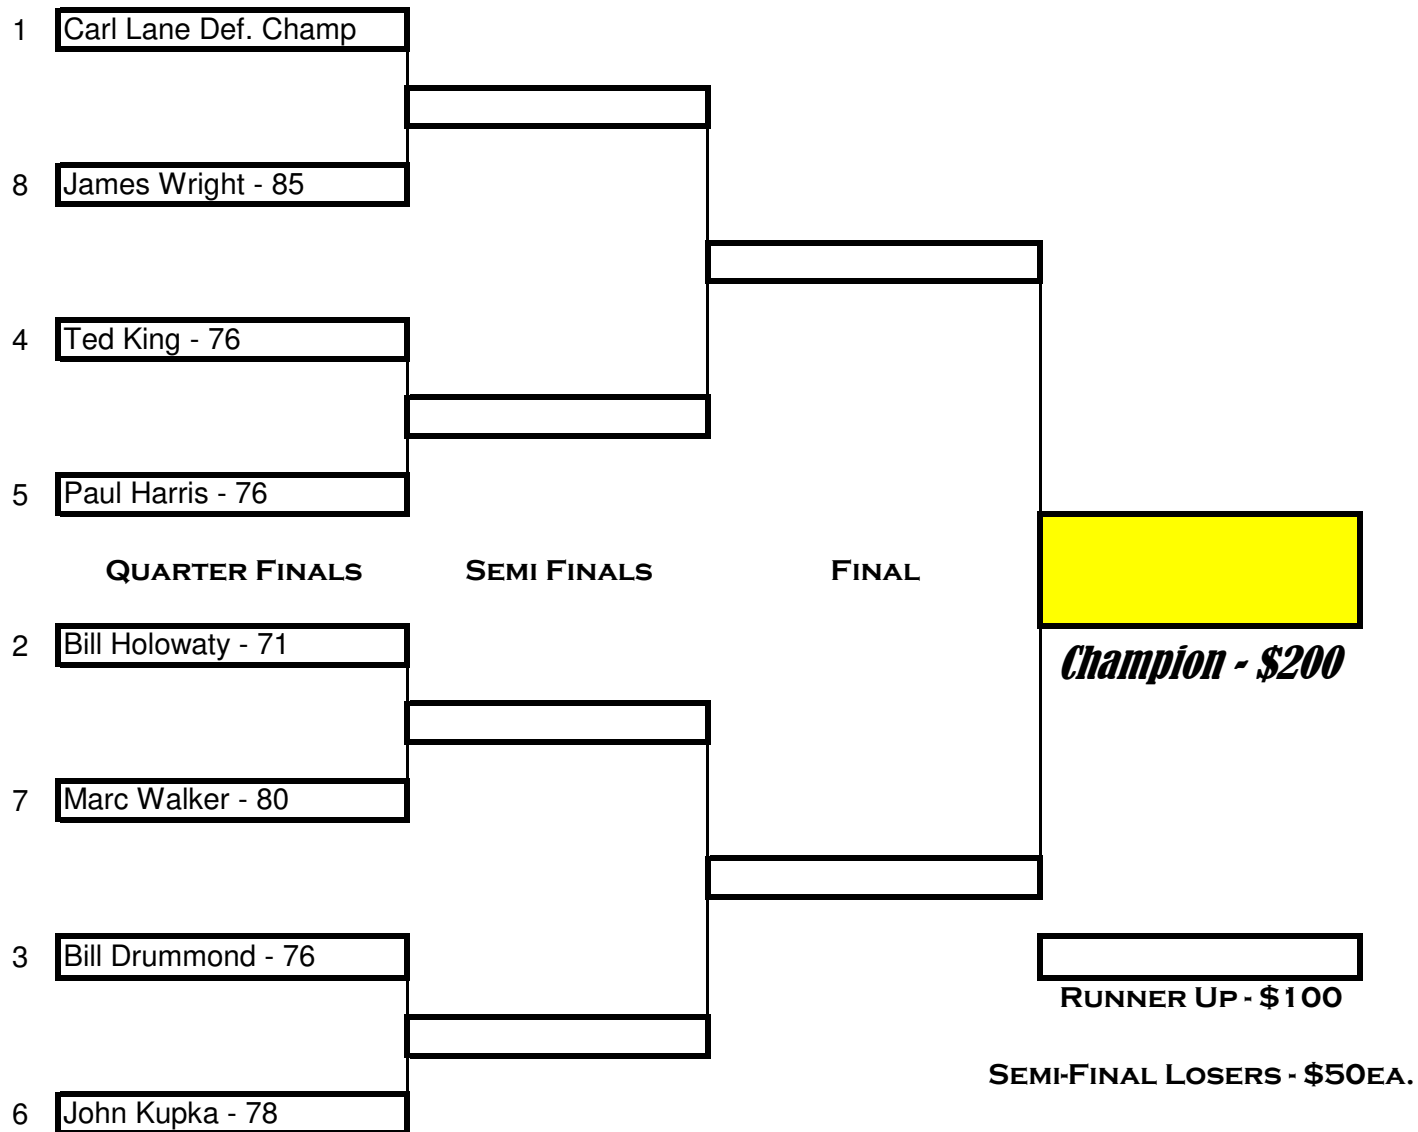 1 Carl Lane Def. Champ
8 James Wright - 85
4 Ted King - 76
5 Paul Harris - 76
QUARTER FINALS SEMI FINALS FINAL
2 Bill Holowaty - 71
Champion - $200
7 Marc Walker - 80
3 Bill Drummond - 76
RUNNER UP - $100
SEMI-FINAL LOSERS - $50EA.
6 John Kupka - 78